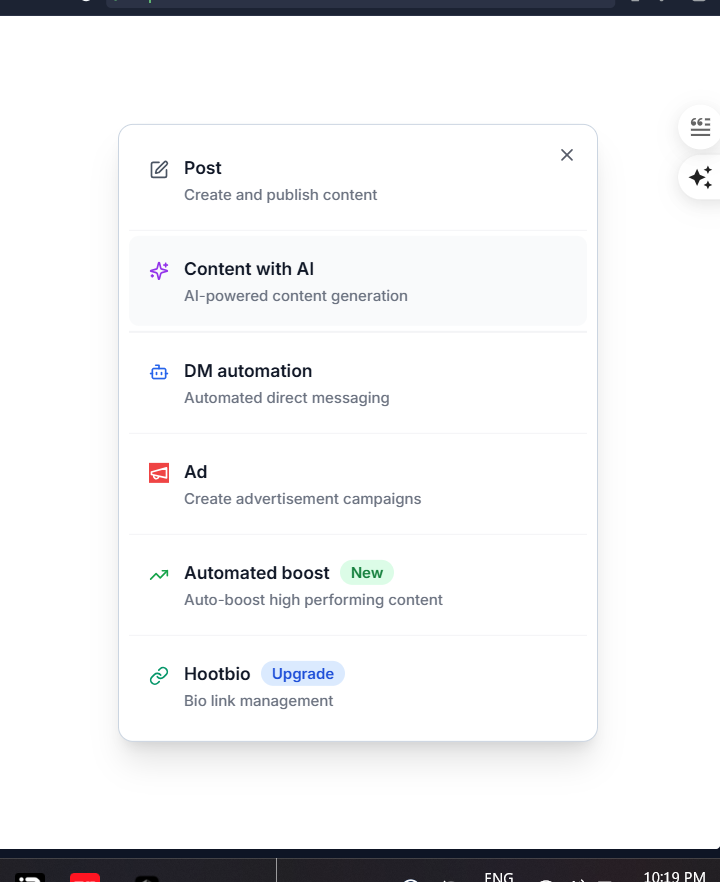 Post
Create and publish content
Content with AI
AI-powered content generation
DM automation
Automated direct messaging
Ad
Create advertisement campaigns
Automated boost New
Auto-boost high performing content
Hootbio Upgrade
Bio link management
ENG
10:19 PM